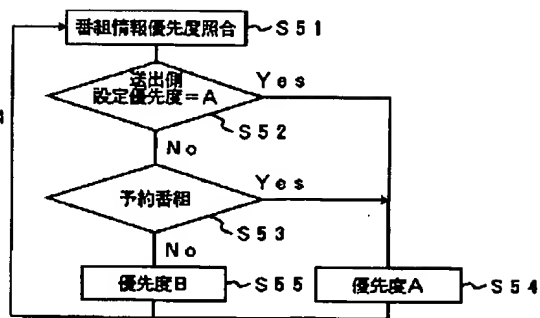 番組情報優先度照合 S51
送出側
設定優先度＝A
Yes
S52
No
予約番組
Yes
S53
No
優先度B S55
優先度A S54